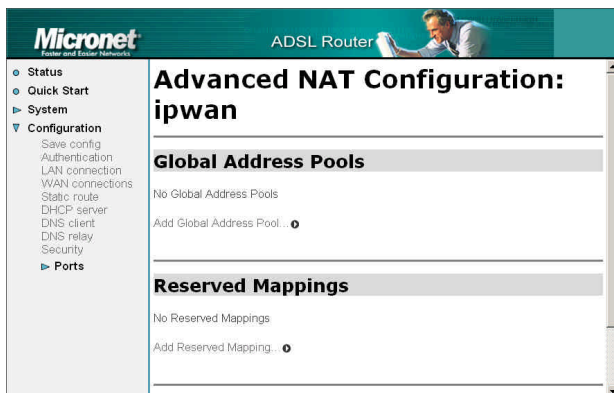 Micronet
Faster and Easier Networks
ADSL Router
Status
Quick Start
System
Configuration
Save config
Authentication
LAN connection
WAN connections
Static route
DHCP server
DNS client
DNS relay
Security
Ports
Advanced NAT Configuration:
ipwan
Global Address Pools
No Global Address Pools
Add Global Address Pool...
Reserved Mappings
No Reserved Mappings
Add Reserved Mapping...